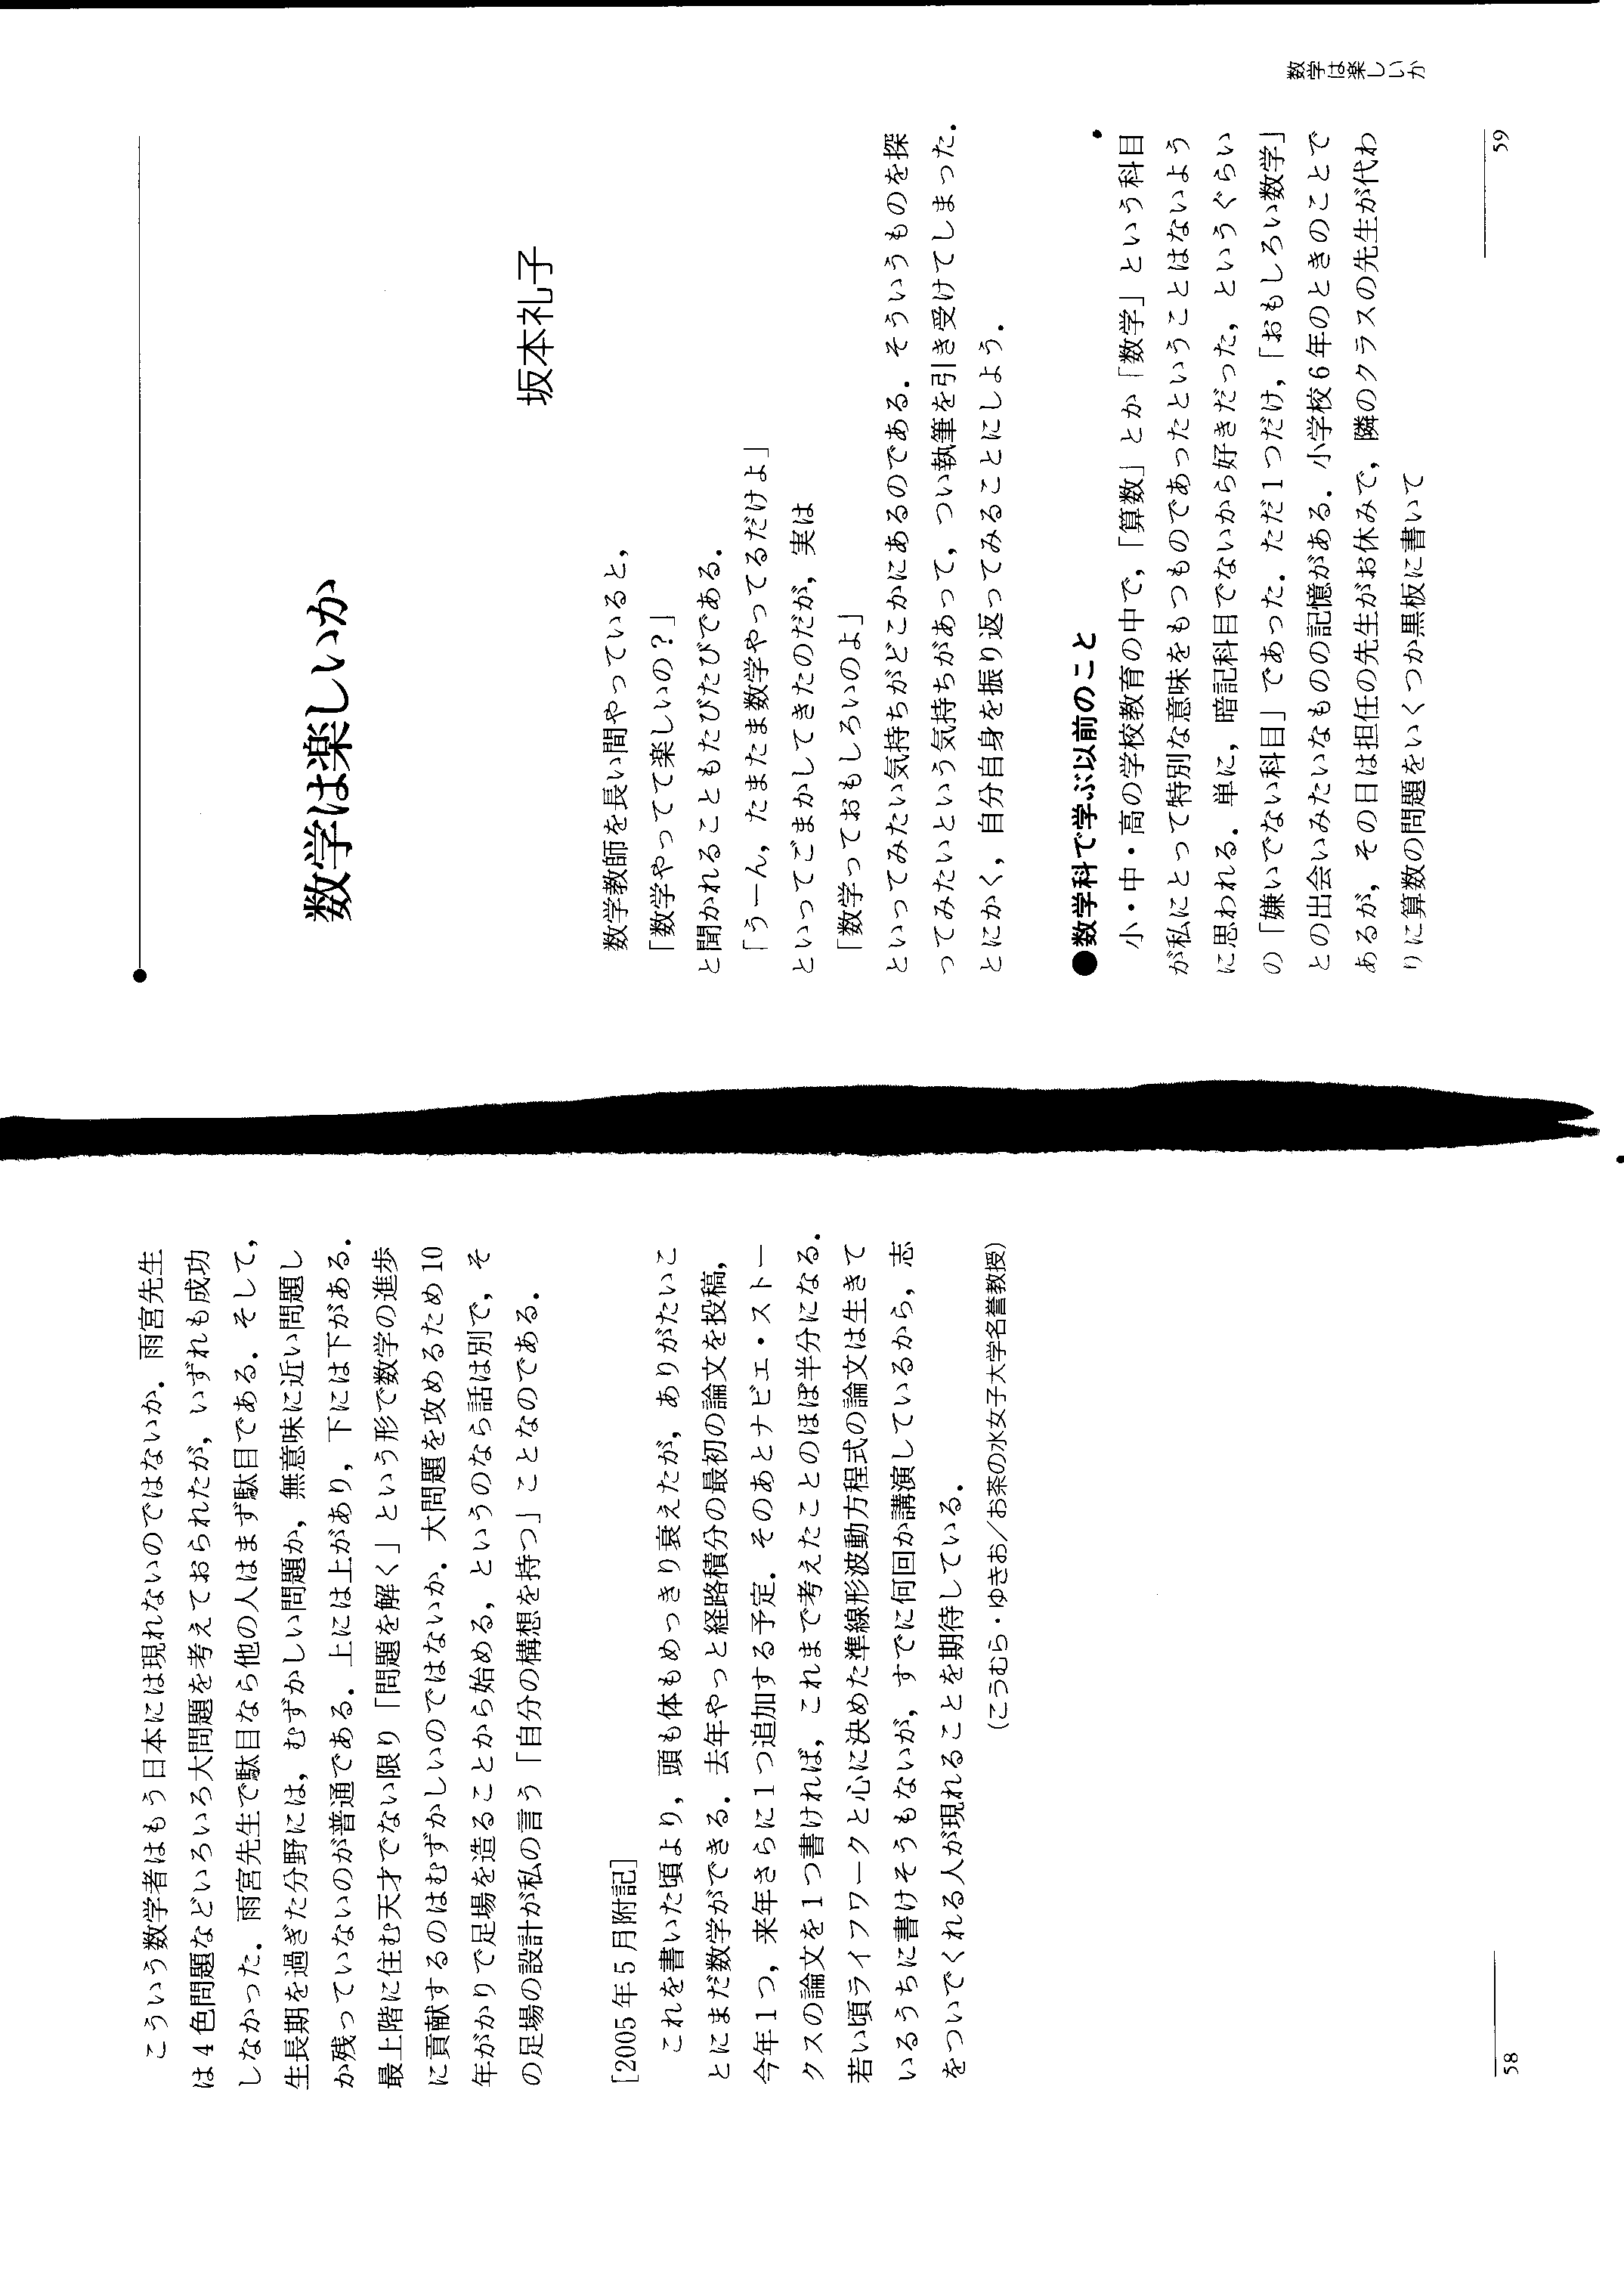 こういう数学者はもう日本には現れないのではないか．雨宮先生
は4色問題などいろいろ大問題を考えておられたが，いずれも成功
しなかった．雨宮先生で駄目なら他の人はまず駄目である．そして，
生長期を過ぎた分野には，むずかしい問題か，無意味に近い問題し
か残っていないのが普通である．上には上があり，下には下がある．
最上階に住む天才でない限り「問題を解く」という形で数学の進歩
に貢献するのはむずかしいのではないか．大問題を攻めるため10
年がかりで足場を造ることから始める，というのなら話は別で，そ
の足場の設計が私の言う「自分の構想を持つ」ことなのである．
［2005年5月附記］
これを書いた頃より，頭も体もめっきり衰えたが，ありがたいこ
とにまだ数学ができる．去年やっと経路積分の最初の論文を投稿，
今年1つ，来年さらに1つ追加する予定．そのあとナビエ・ストー
クスの論文を1つ書ければ，これまで考えたことのほぼ半分になる．
若い頃ライフワークと心に決めた準線形波動方程式の論文は生きて
いるうちに書けそうもないが，すでに何回か講演しているから，志
をついでくれる人が現れることを期待している．
（こうむら・ゆきお／お茶の水女子大学名誉教授）
58
数学は楽しいか
坂本礼子
数学教師を長い間やっていると，
「数学やってて楽しいの？」
と聞かれることもたびたびである．
「うーん，たまたま数学やってるだけよ」
といってごまかしてきたのだが，実は
「数学っておもしろいのよ」
といってみたい気持ちがどこかにあるのである．そういうものを探
ってみたいという気持ちがあって，つい執筆を引き受けてしまった．
とにかく，自分自身を振り返ってみることにしよう．
●数学科で学ぶ以前のこと
小・中・高の学校教育の中で，「算数」とか「数学」という科目
が私にとって特別な意味をもつものであったということはないよう
に思われる．単に，暗記科目でないから好きだった，というぐらい
の「嫌いでない科目」であった．ただ1つだけ，「おもしろい数学」
との出会いみたいなものの記憶がある．小学校6年のときのことで
あるが，その日は担任の先生がお休みで，隣のクラスの先生が代わ
りに算数の問題をいくつか黒板に書いて
数学は楽しいか
59